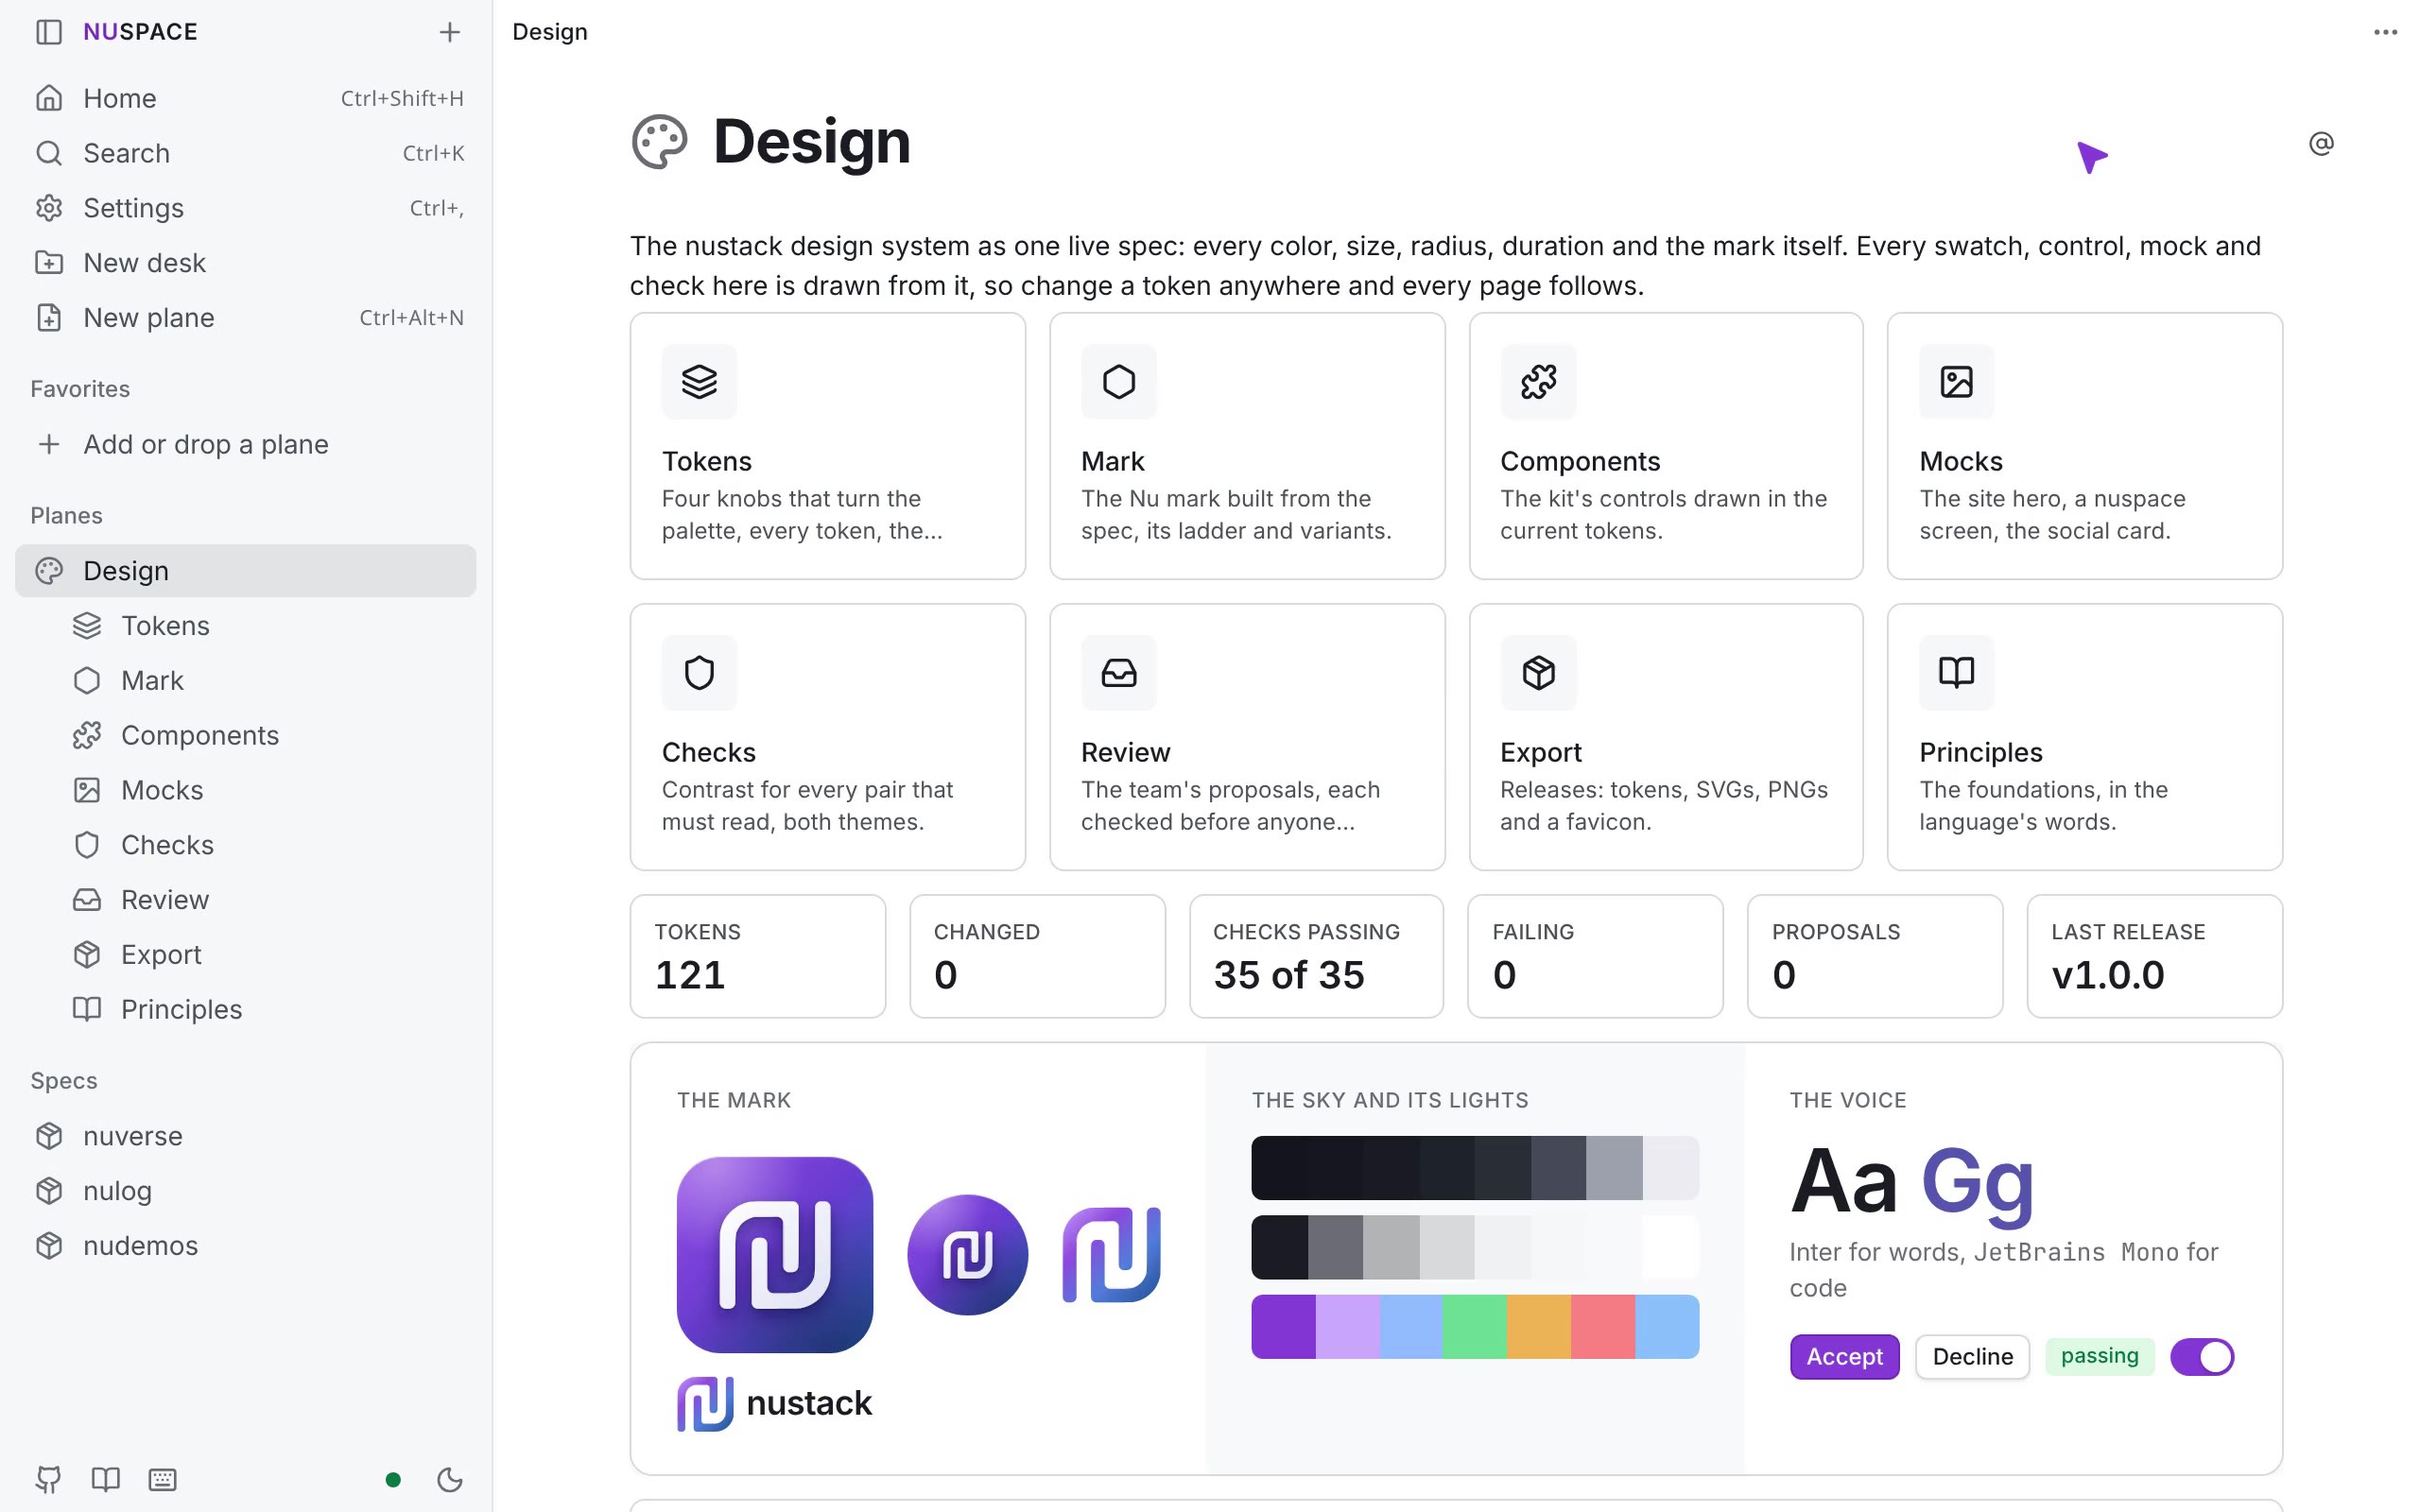 NUSPACE
Home Ctrl+Shift+H
Search Ctrl+K
Settings Ctrl+,
New desk
New plane Ctrl+Alt+N
Favorites
Add or drop a plane
Planes
Design
Tokens
Mark
Components
Mocks
Checks
Review
Export
Principles
Specs
nuverse
nulog
nudemos
Design
Design
@
The nustack design system as one live spec: every color, size, radius, duration and the mark itself. Every swatch, control, mock and
check here is drawn from it, so change a token anywhere and every page follows.
Tokens
Four knobs that turn the
palette, every token, the...
Mark
The Nu mark built from the
spec, its ladder and variants.
Components
The kit's controls drawn in the
current tokens.
Mocks
The site hero, a nuspace
screen, the social card.
Checks
Contrast for every pair that
must read, both themes.
Review
The team's proposals, each
checked before anyone...
Export
Releases: tokens, SVGs, PNGs
and a favicon.
Principles
The foundations, in the
language's words.
TOKENS
121
CHANGED
0
CHECKS PASSING
35 of 35
FAILING
0
PROPOSALS
0
LAST RELEASE
v1.0.0
THE MARK
nustack
THE SKY AND ITS LIGHTS
THE VOICE
Aa Gg
Inter for words, JetBrains Mono for
code
Accept Decline passing